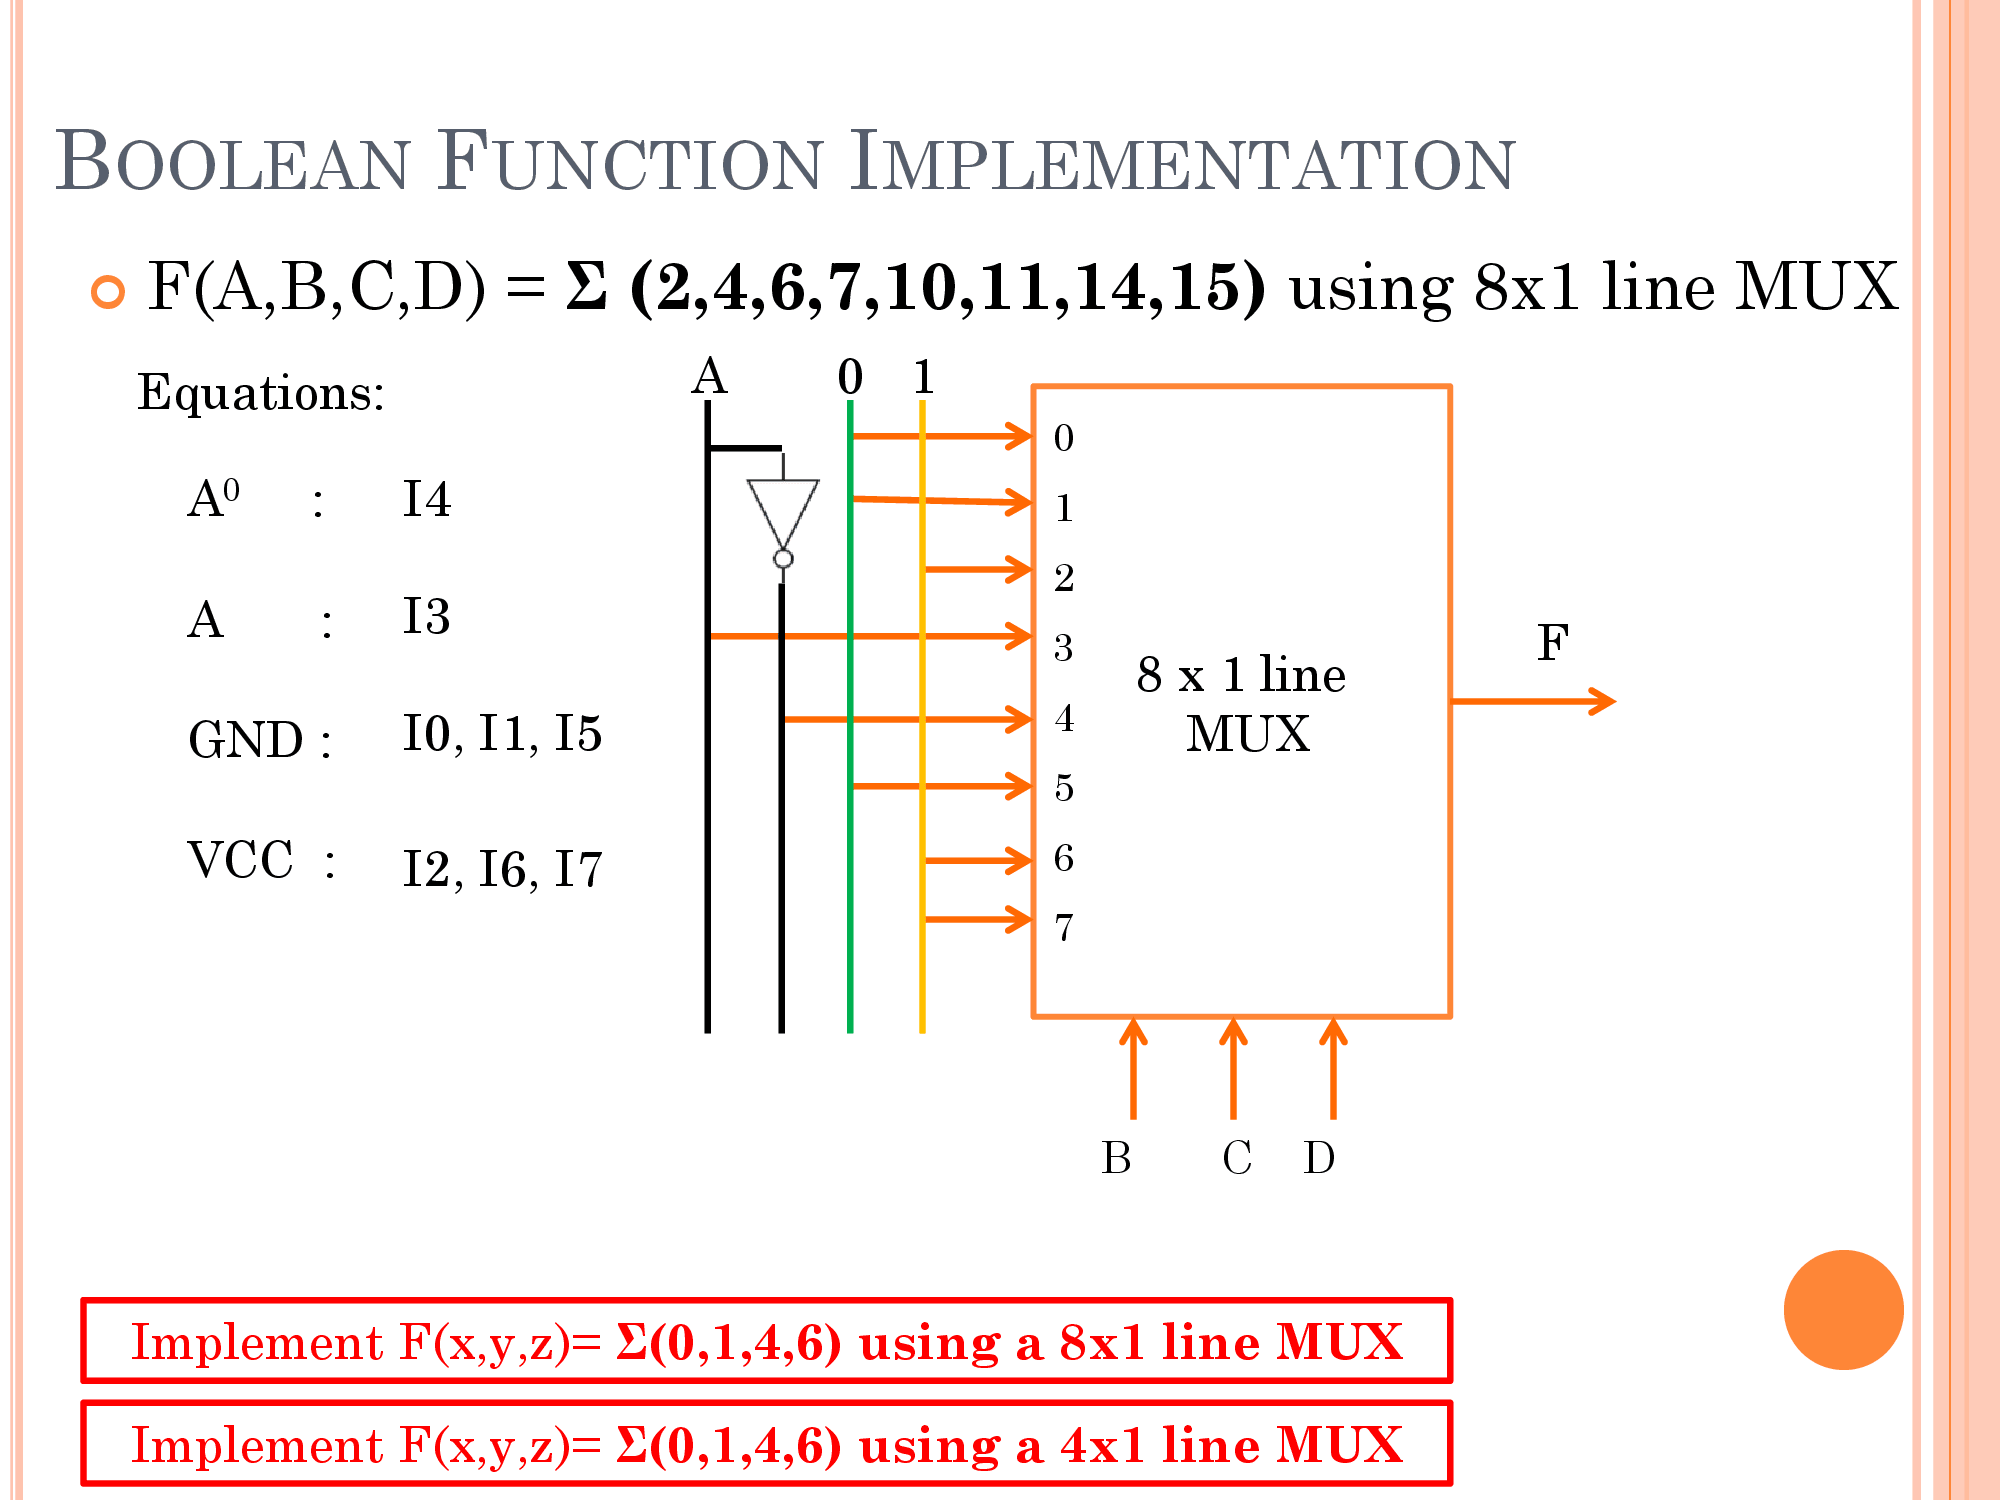 BOOLEAN FUNCTION IMPLEMENTATION
F(A,B,C,D) = Σ (2,4,6,7,10,11,14,15) using 8x1 line MUX
Equations:
A⁰ : I4
A : I3
GND : I0, I1, I5
VCC : I2, I6, I7
A 0 1
0
1
2
3
4
5
6
7
8 x 1 line
MUX
F
B C D
Implement F(x,y,z)= Σ(0,1,4,6) using a 8x1 line MUX
Implement F(x,y,z)= Σ(0,1,4,6) using a 4x1 line MUX